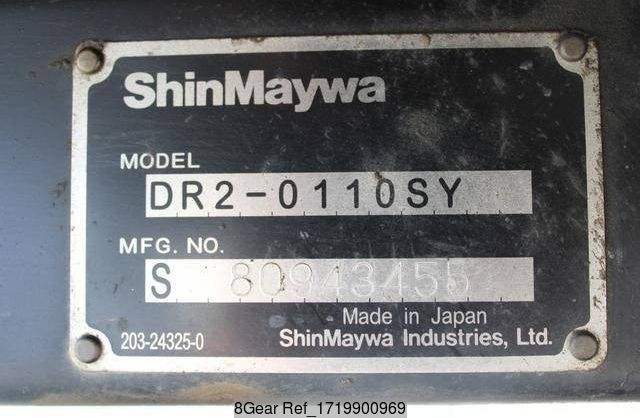 ShinMaywa
MODEL
DR2-0110SY
MFG. NO.
S 80943455
Made in Japan
203-24325-0 ShinMaywa Industries, Ltd.
8Gear Ref_1719900969